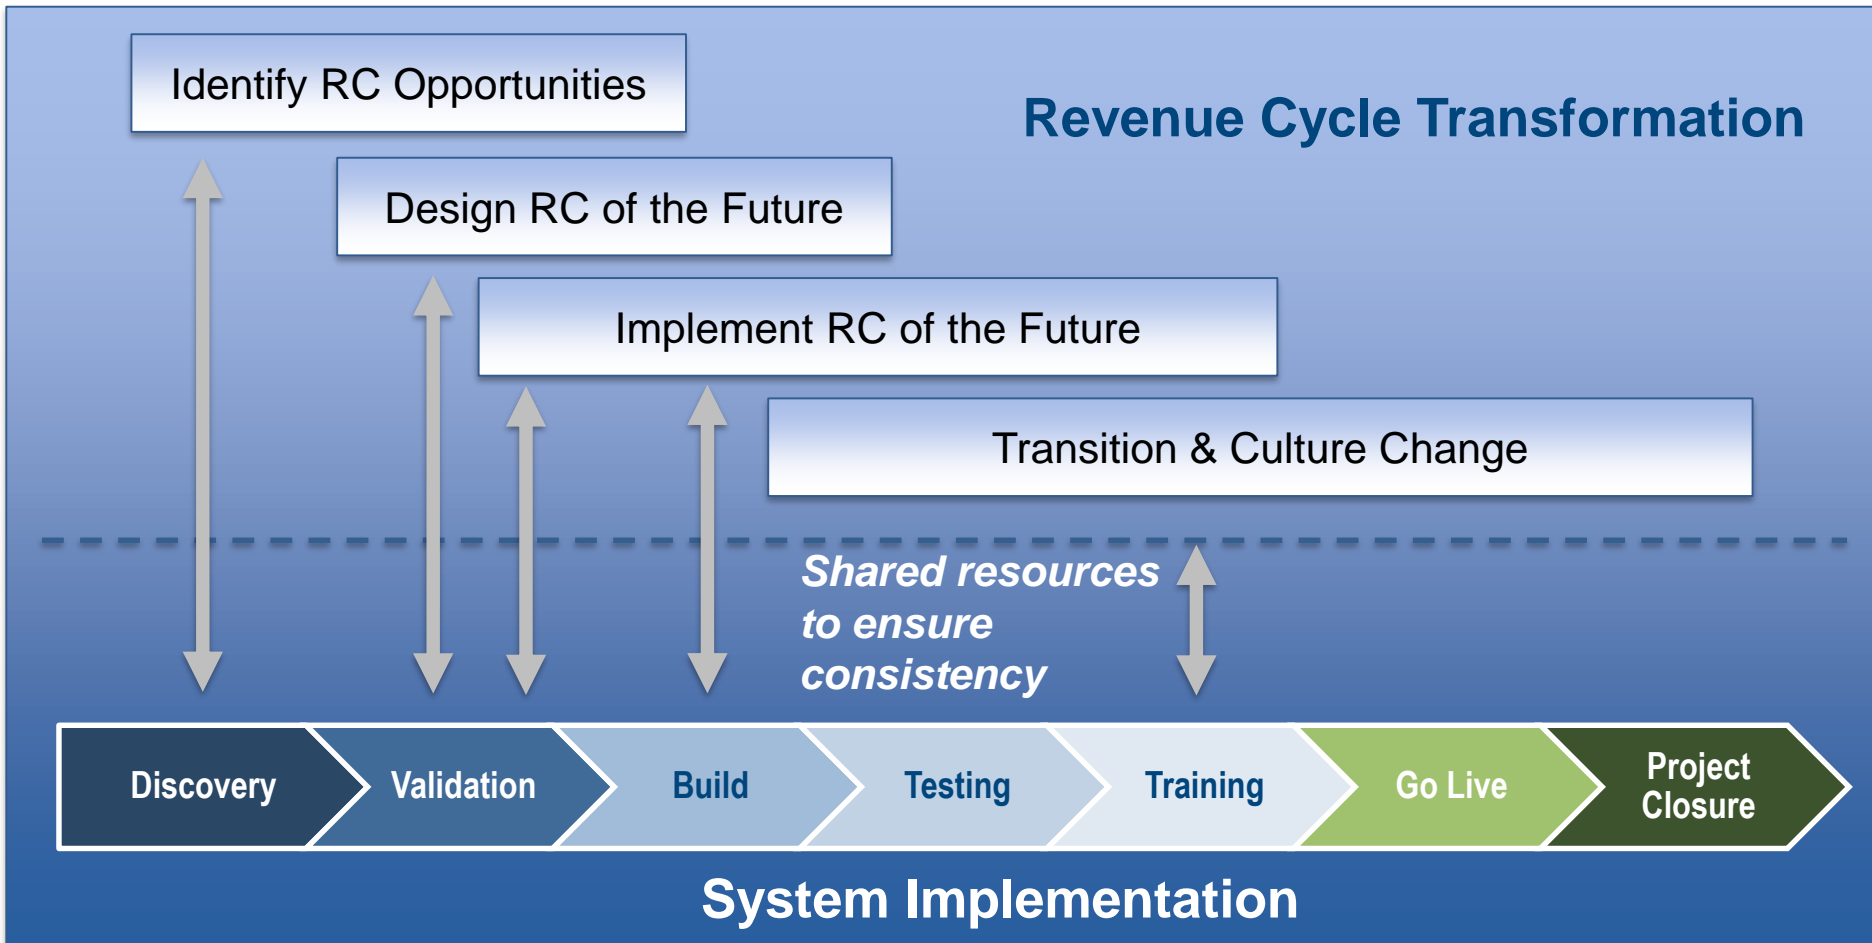 Identify RC Opportunities
Revenue Cycle Transformation
Design RC of the Future
Implement RC of the Future
Transition & Culture Change
Shared resources
to ensure
consistency
Discovery
Validation
Build
Testing
Training
Go Live
Project
Closure
System Implementation